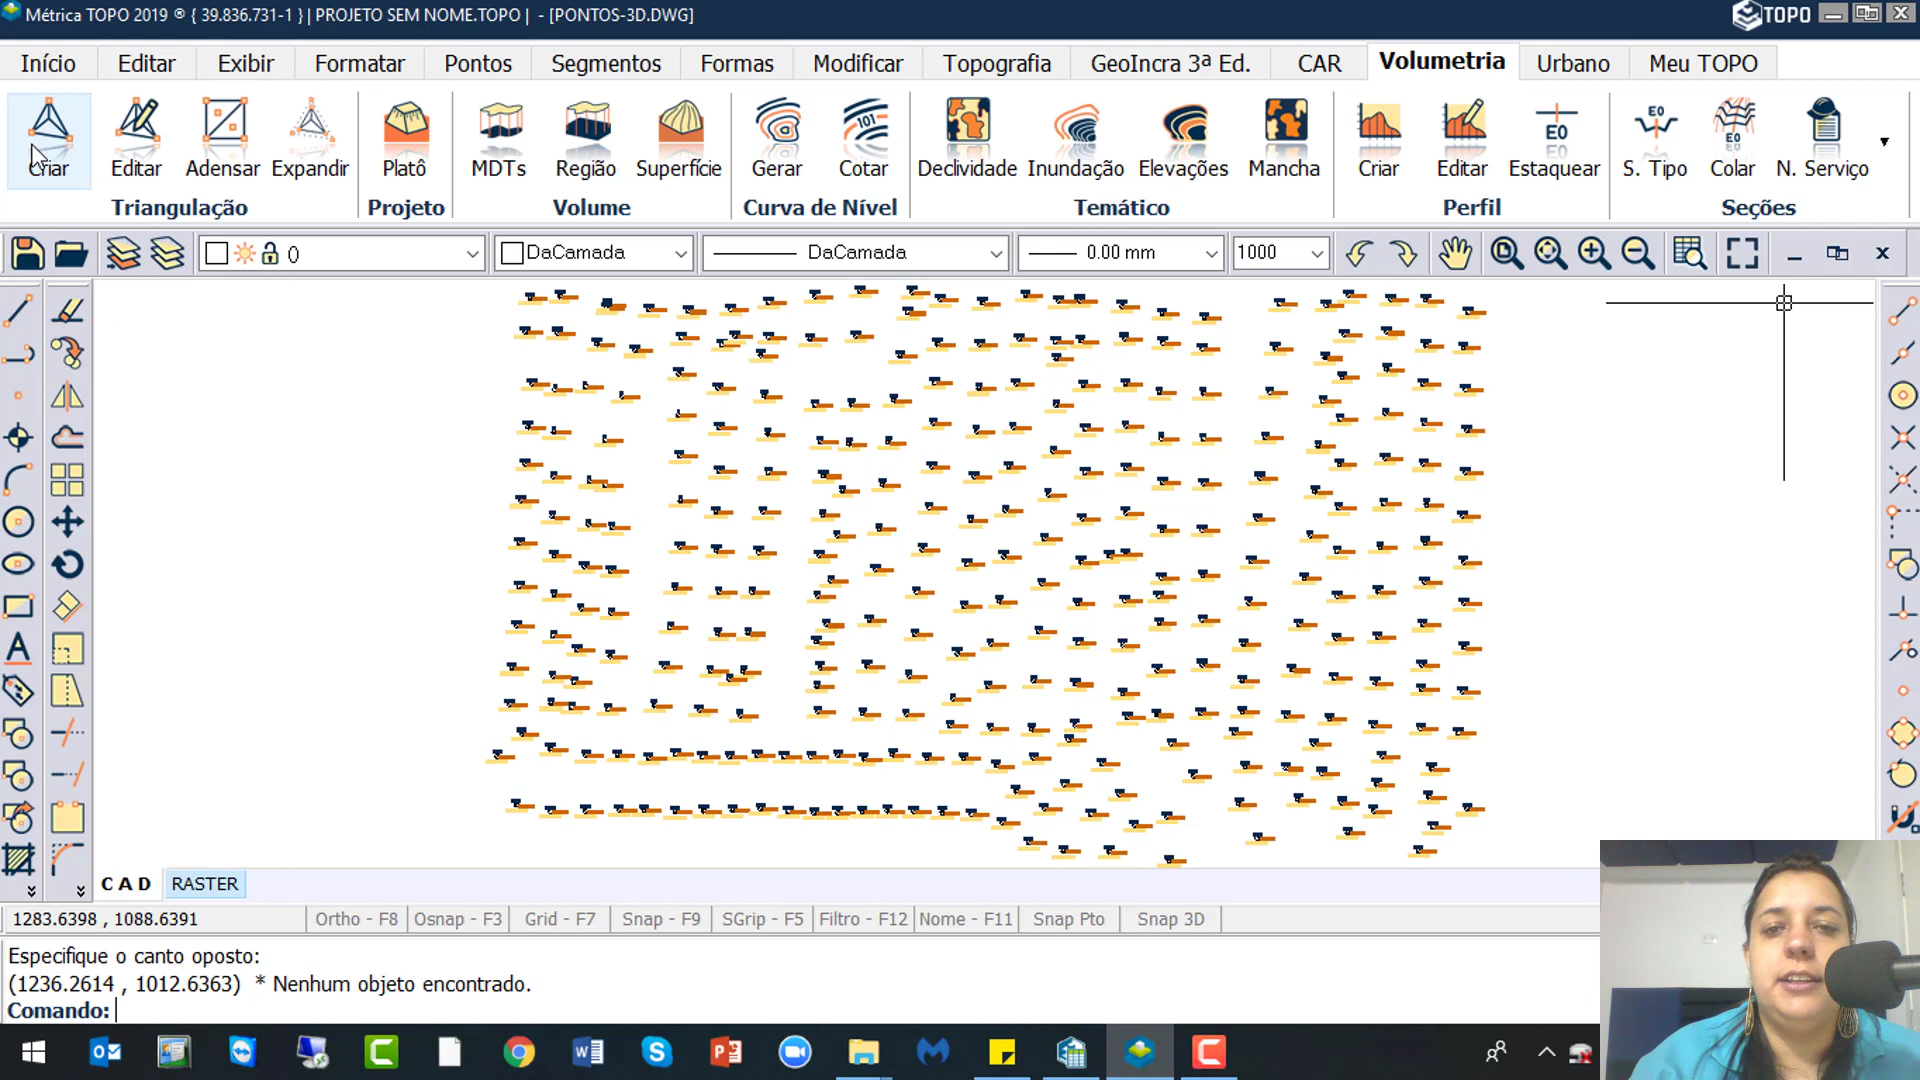 Métrica TOPO 2019 ® { 39.836.731-1 } | PROJETO SEM NOME.TOPO | - [PONTOS-3D.DWG]
TOPO
Início Editar Exibir Formatar Pontos Segmentos Formas Modificar Topografia GeoIncra 3ª Ed. CAR Volumetria Urbano Meu TOPO
101 E0 E0 E0
Criar Editar Adensar Expandir Platô MDTs Região Superfície Gerar Cotar Declividade Inundação Elevações Mancha Criar Editar Estaquear S. Tipo Colar N. Serviço
Triangulação Projeto Volume Curva de Nível Temático Perfil Seções
0 DaCamada DaCamada 0.00 mm 1000
C A D RASTER
1283.6398 , 1088.6391 Ortho - F8 Osnap - F3 Grid - F7 Snap - F9 SGrip - F5 Filtro - F12 Nome - F11 Snap Pto Snap 3D
Especifique o canto oposto:
(1236.2614 , 1012.6363) * Nenhum objeto encontrado.
Comando: